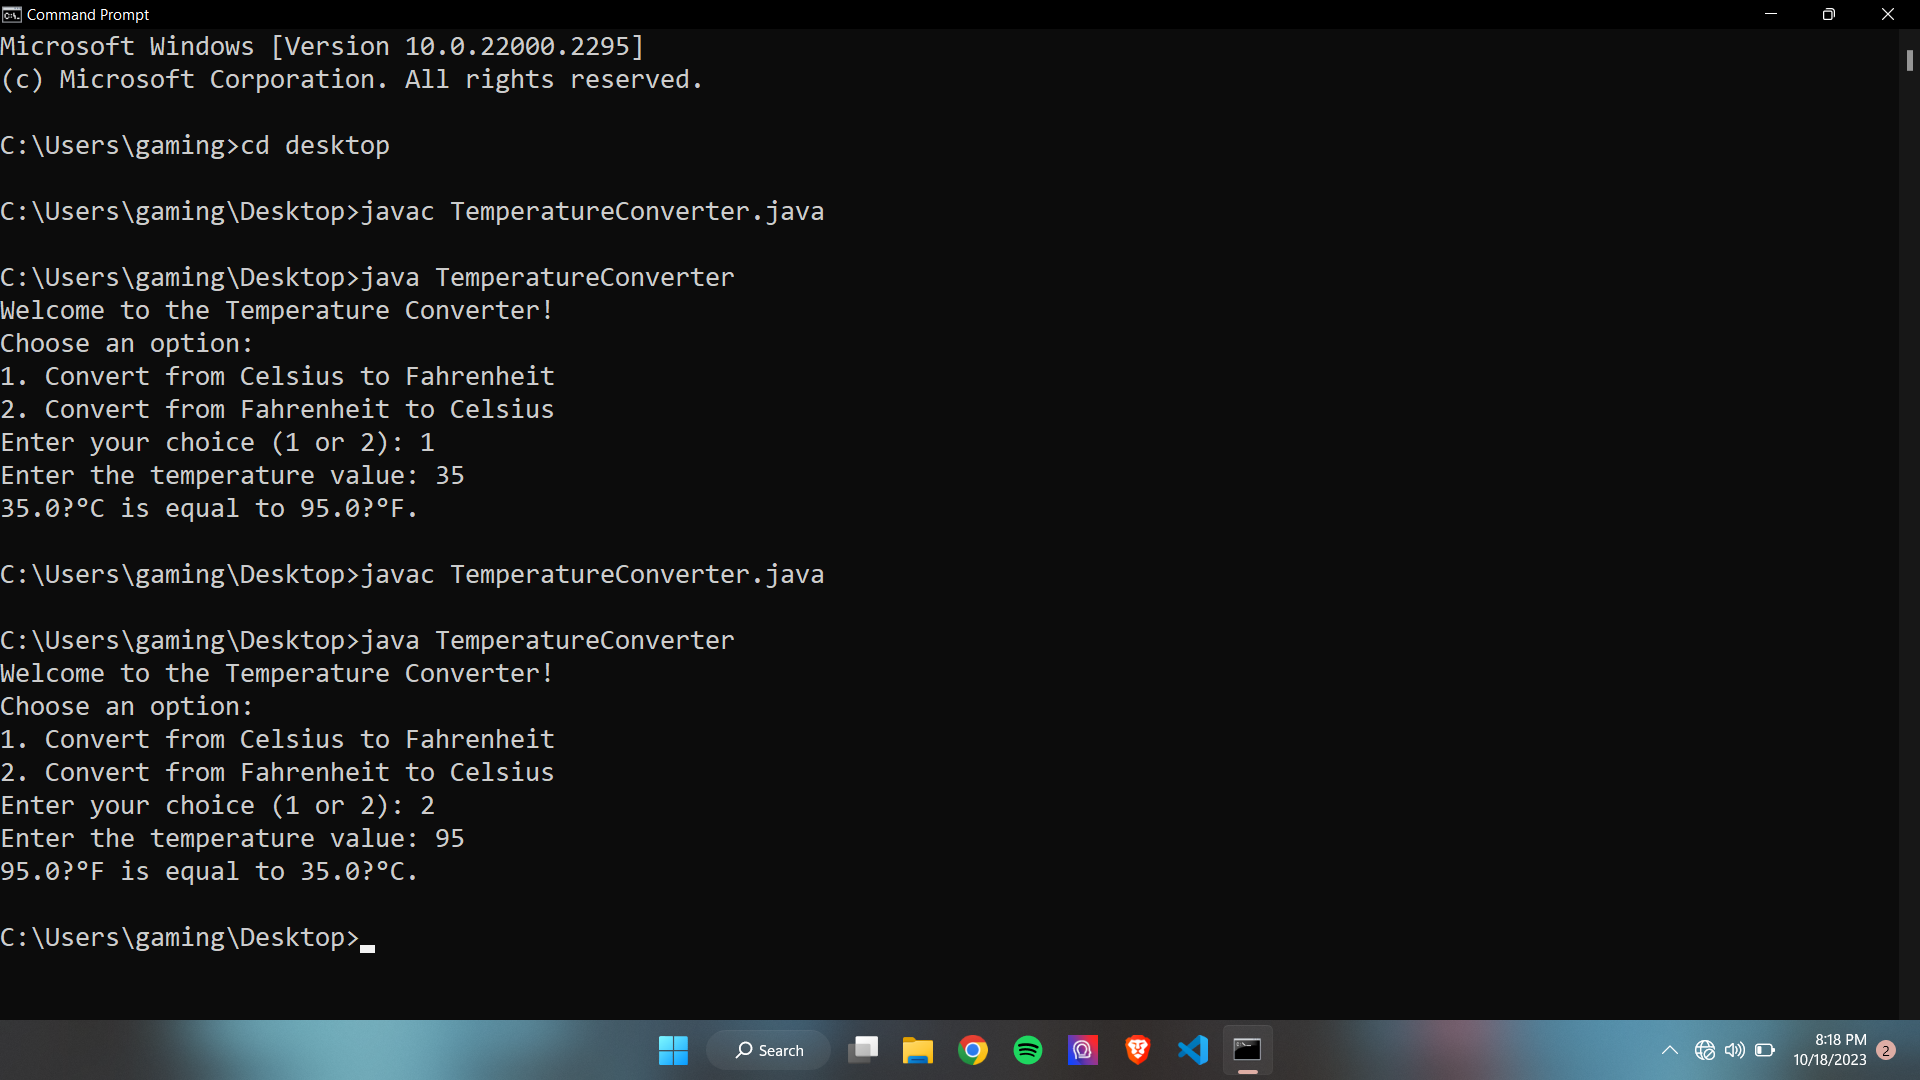 Command Prompt
Microsoft Windows [Version 10.0.22000.2295]
(c) Microsoft Corporation. All rights reserved.
C:\Users\gaming>cd desktop
C:\Users\gaming\Desktop>javac TemperatureConverter.java
C:\Users\gaming\Desktop>java TemperatureConverter
Welcome to the Temperature Converter!
Choose an option:
1. Convert from Celsius to Fahrenheit
2. Convert from Fahrenheit to Celsius
Enter your choice (1 or 2): 1
Enter the temperature value: 35
35.0?°C is equal to 95.0?°F.
C:\Users\gaming\Desktop>javac TemperatureConverter.java
C:\Users\gaming\Desktop>java TemperatureConverter
Welcome to the Temperature Converter!
Choose an option:
1. Convert from Celsius to Fahrenheit
2. Convert from Fahrenheit to Celsius
Enter your choice (1 or 2): 2
Enter the temperature value: 95
95.0?°F is equal to 35.0?°C.
C:\Users\gaming\Desktop>
Search
8:18 PM
10/18/2023
2